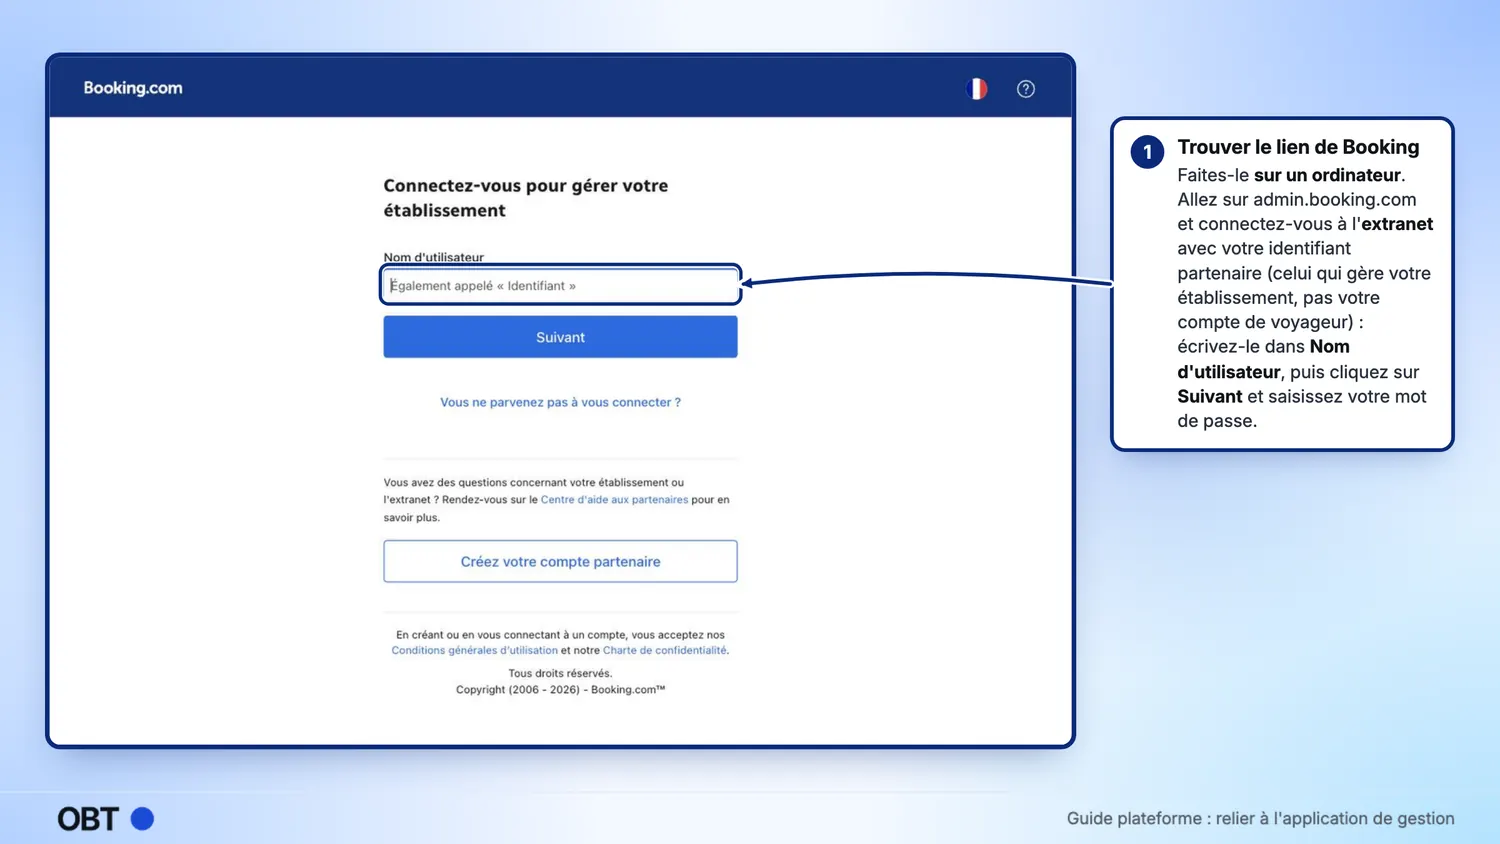 Booking.com
Connectez-vous pour gérer votre
établissement
Nom d'utilisateur
Également appelé « Identifiant »
Suivant
Vous ne parvenez pas à vous connecter ?
Vous avez des questions concernant votre établissement ou
l'extranet ? Rendez-vous sur le Centre d'aide aux partenaires pour en
savoir plus.
Créez votre compte partenaire
En créant ou en vous connectant à un compte, vous acceptez nos
Conditions générales d'utilisation et notre Charte de confidentialité.
Tous droits réservés.
Copyright (2006 - 2026) - Booking.com™
1
Trouver le lien de Booking
Faites-le sur un ordinateur.
Allez sur admin.booking.com
et connectez-vous à l'extranet
avec votre identifiant
partenaire (celui qui gère votre
établissement, pas votre
compte de voyageur) :
écrivez-le dans Nom
d'utilisateur, puis cliquez sur
Suivant et saisissez votre mot
de passe.
OBT
Guide plateforme : relier à l'application de gestion